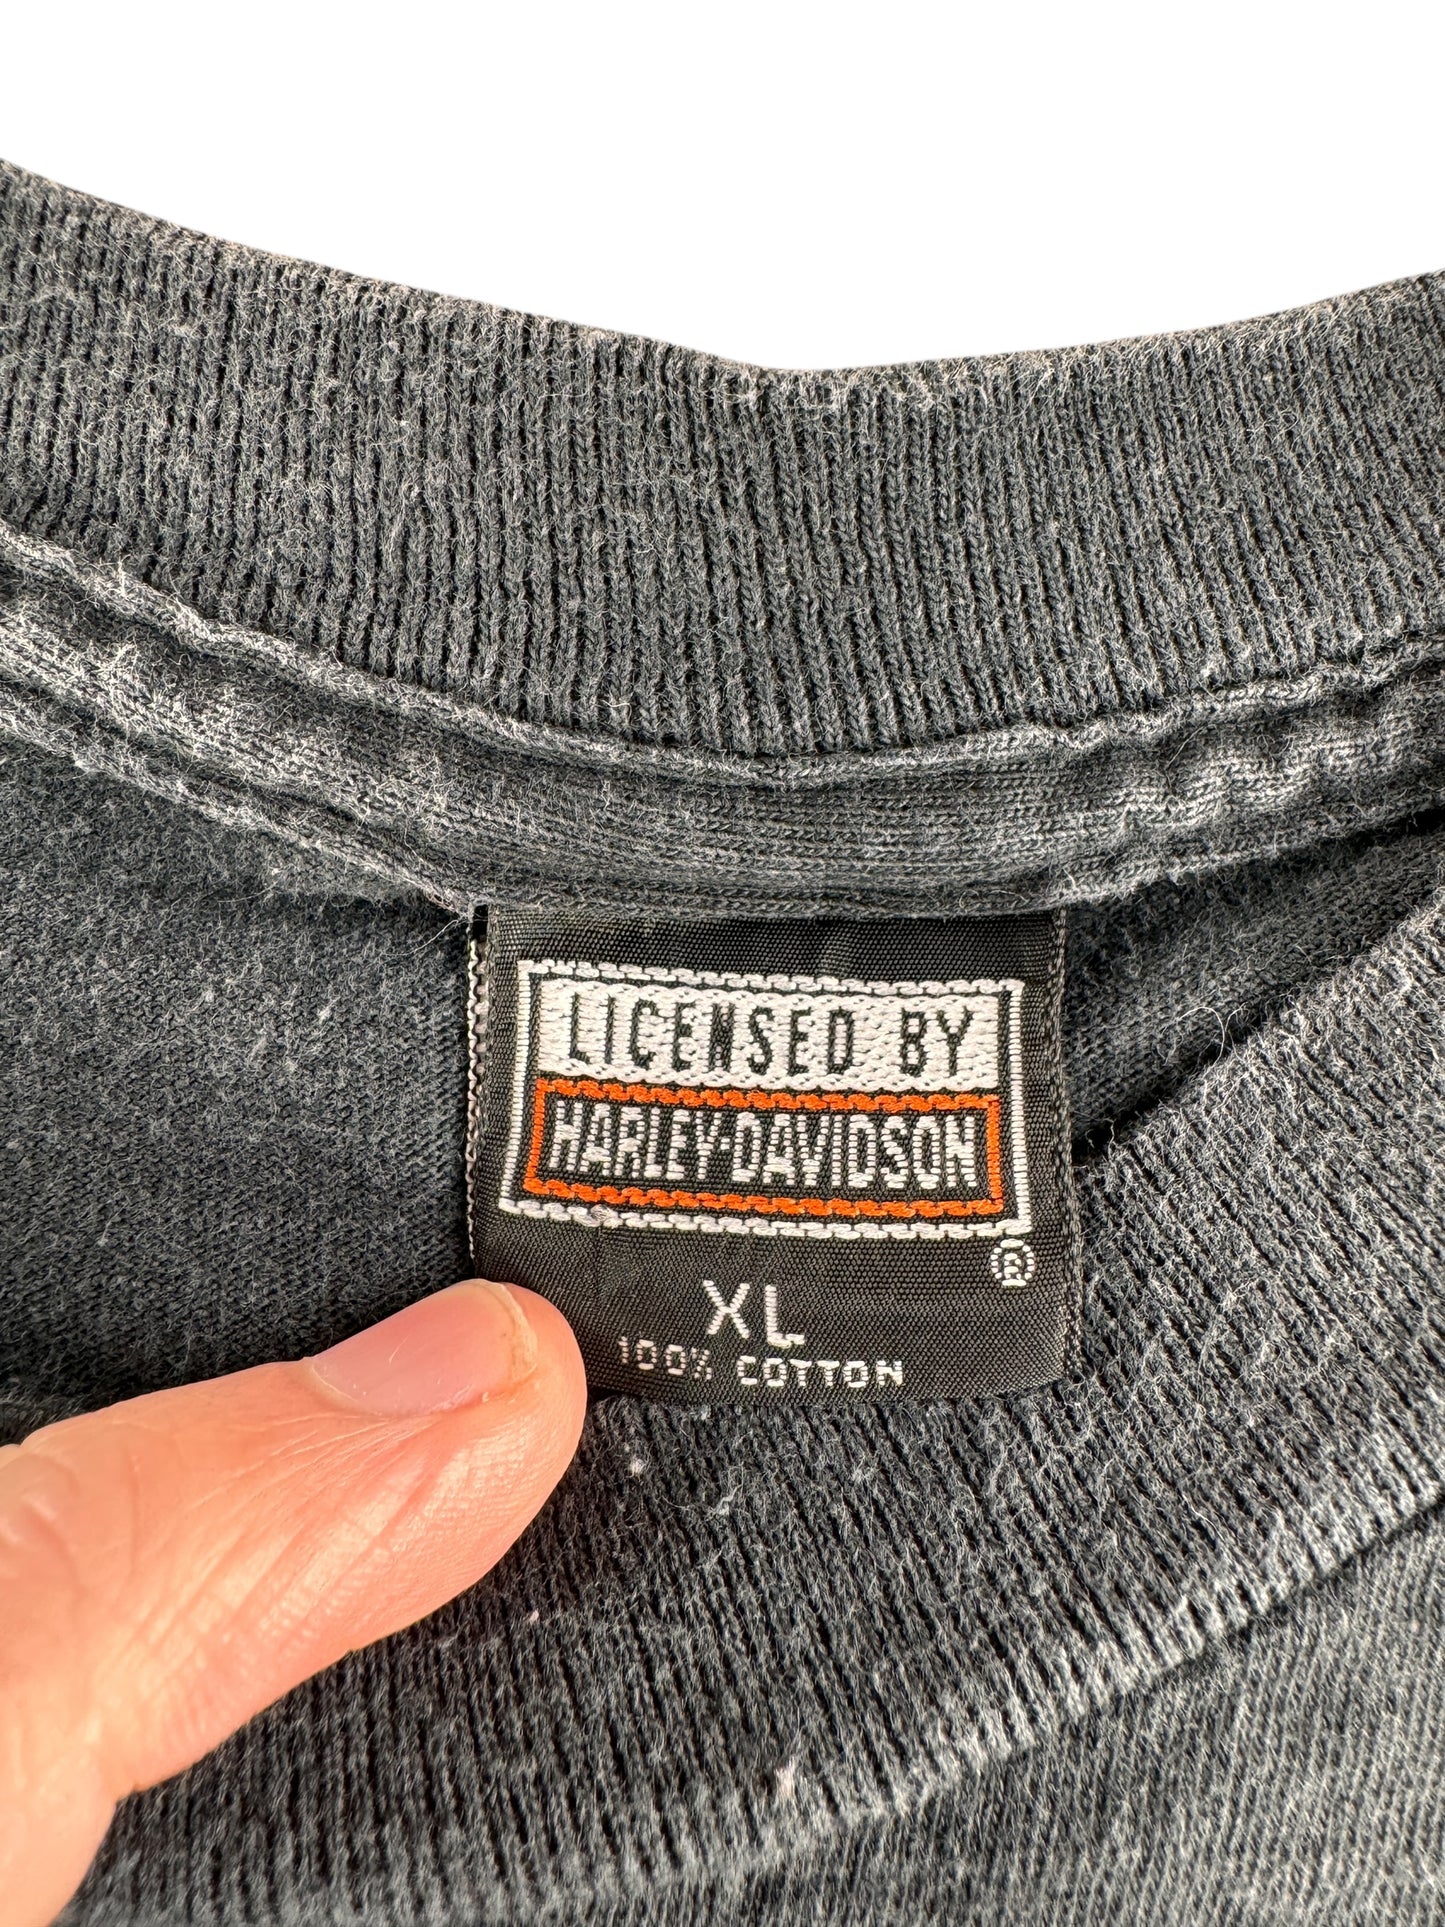 LICENSED BY
HARLEY-DAVIDSON
®
XL
100% COTTON